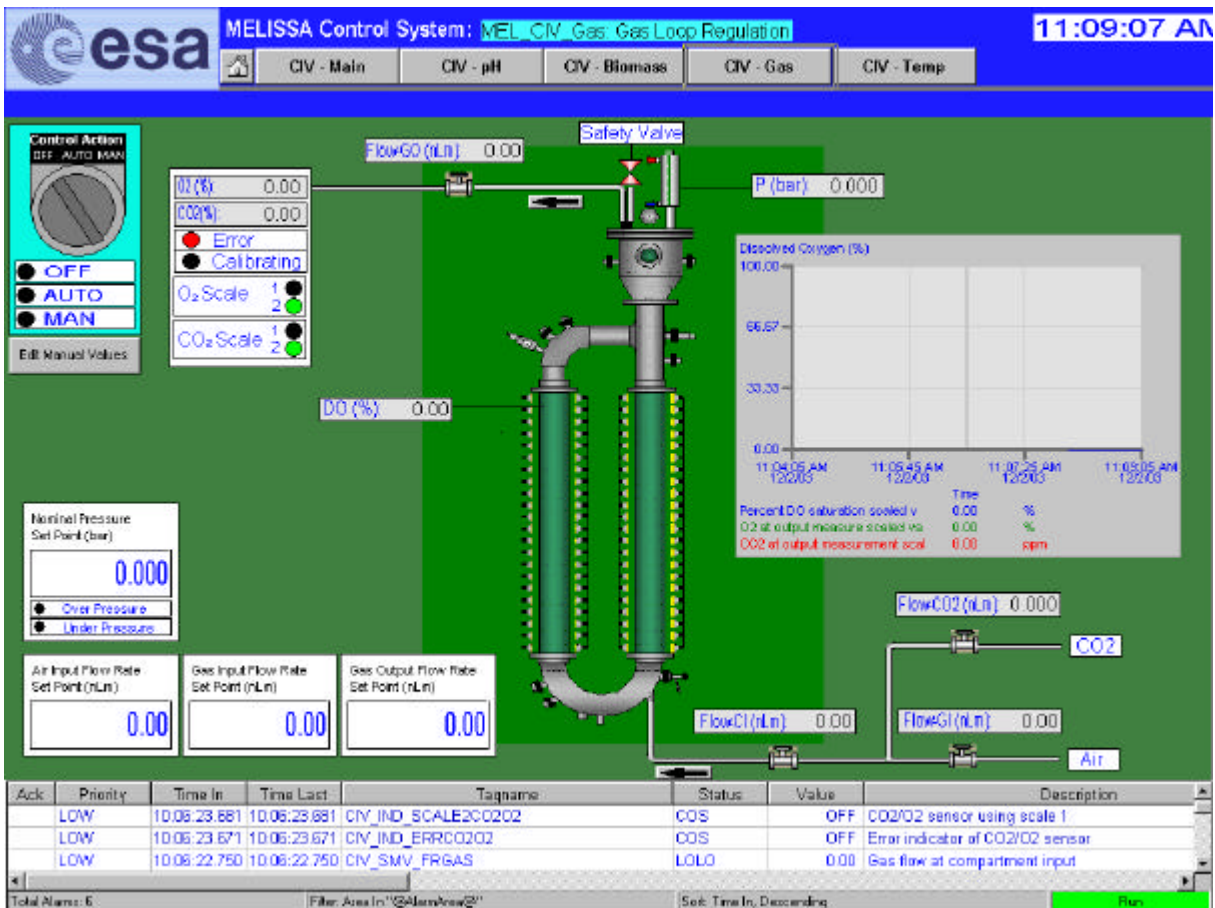 esa
MELISSA Control System: MEL_CIV_Gas: Gas Loop Regulation
11:09:07 AM
CIV - Main
CIV - pH
CIV - Biomass
CIV - Gas
CIV - Temp
Control Action
OFF AUTO MAN
OFF
AUTO
MAN
Edit Manual Values
O2 (%): 0.00
CO2(%): 0.00
Error
Calibrating
O₂ Scale 1
2
CO₂ Scale 1
2
FlowGO (nLm): 0.00
Safety Valve
P (bar): 0.000
DO (%): 0.00
Dissolved Oxygen (%)
100.00
66.67
33.33
0.00
11:04:05 AM 11:05:45 AM 11:07:25 AM 11:09:05 AM
12/2/03 12/2/03 12/2/03 12/2/03
Time
Percent DO saturation scaled v 0.00 %
O2 at output measure scaled va 0.00 %
CO2 at output measurement scal 0.00 ppm
Nominal Pressure
Set Point (bar)
0.000
Over Pressure
Under Pressure
Air Input Flow Rate
Set Point (nLm)
0.00
Gas Input Flow Rate
Set Point (nLm)
0.00
Gas Output Flow Rate
Set Point (nLm)
0.00
FlowCO2 (nLm): 0.000
CO2
FlowCI (nLm): 0.00
FlowGI (nLm): 0.00
Air
Ack Priority Time In Time Last Tagname Status Value Description
LOW 10:06:23.681 10:06:23.681 CIV_IND_SCALE2CO2O2 COS OFF CO2/O2 sensor using scale 1
LOW 10:06:23.671 10:06:23.671 CIV_IND_ERRCO2O2 COS OFF Error indicator of CO2/O2 sensor
LOW 10:06:22.750 10:06:22.750 CIV_SMV_FRGAS LOLO 0.00 Gas flow at compartment input
Total Alarms: 6 Filter: Area In "@AlarmArea@" Sort: Time In, Descending Run